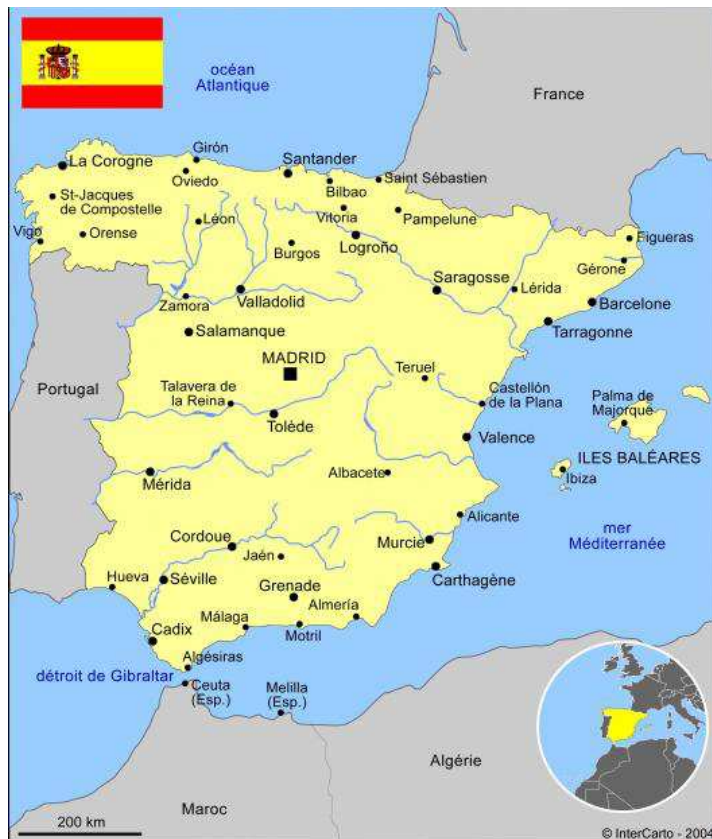 océan
Atlantique
France
Girón
La Corogne
Santander
Saint Sébastien
Oviedo
Bilbao
St-Jacques
de Compostelle
Léon
Vitoria
Pampelune
Vigo
Orense
Logroño
Figueras
Burgos
Gérone
Saragosse
Lérida
Zamora
Valladolid
Barcelone
Salamanque
Tarragonne
MADRID
Teruel
Portugal
Talavera de
la Reina
Castellón
de la Plana
Palma de
Majorque
Tolède
Valence
ILES BALÉARES
Mérida
Albacete
Ibiza
Alicante
mer
Méditerranée
Cordoue
Murcie
Jaén
Hueva
Séville
Carthagène
Grenade
Almería
Málaga
Cadix
Motril
Algésiras
détroit de Gibraltar
Ceuta
(Esp.)
Melilla
(Esp.)
Algérie
Maroc
200 km
© InterCarto - 2004